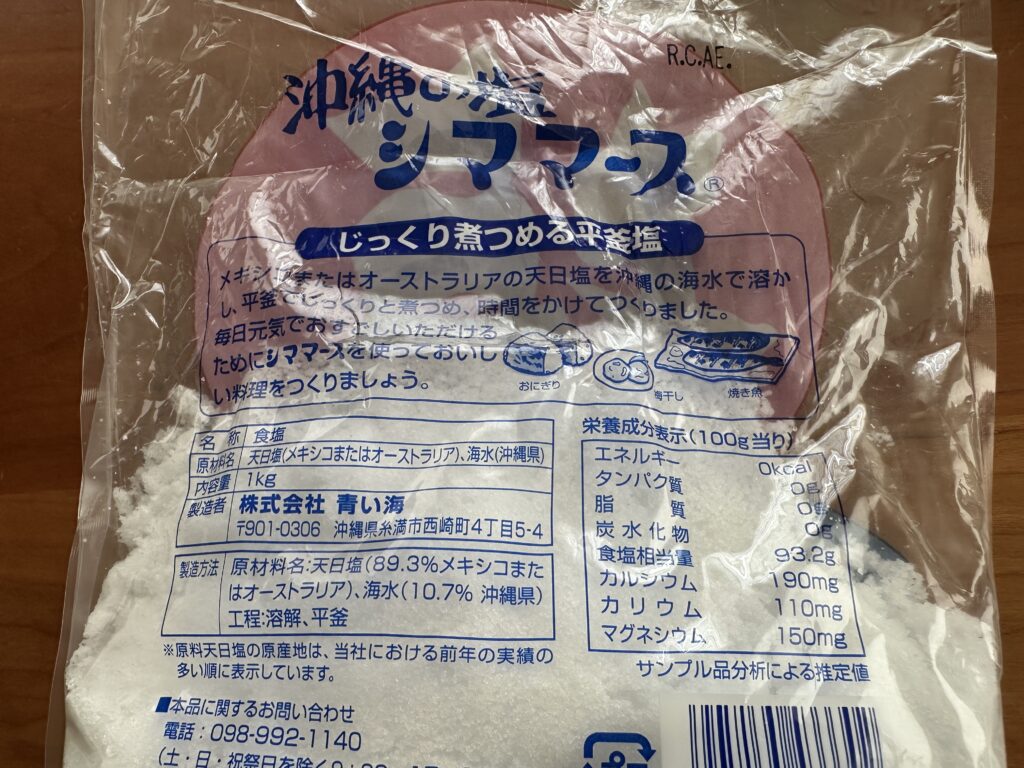 R.C.AE.
沖縄の塩
シママース®
じっくり煮つめる平釜塩
メキシコまたはオーストラリアの天日塩を沖縄の海水で溶か
し、平釜でじっくりと煮つめ、時間をかけてつくりました。
毎日元気でおすごしいただける
ためにシママースを使っておいし
い料理をつくりましょう。
おにぎり
梅干し
焼き魚
名 称 食塩
原材料名 天日塩(メキシコまたはオーストラリア)、海水(沖縄県)
内容量 1kg
製造者 株式会社 青い海
〒901-0306 沖縄県糸満市西崎町4丁目5-4
製造方法 原材料名:天日塩(89.3%メキシコまた
はオーストラリア)、海水(10.7% 沖縄県)
工程:溶解、平釜
※原料天日塩の原産地は、当社における前年の実績の
多い順に表示しています。
■本品に関するお問い合わせ
電話:098-992-1140
(土・日・祝祭日を除く
栄養成分表示(100g当り)
エネルギー 0kcal
タンパク質 0g
脂 質 0g
炭水化物 0g
食塩相当量 93.2g
カルシウム 190mg
カリウム 110mg
マグネシウム 150mg
サンプル品分析による推定値